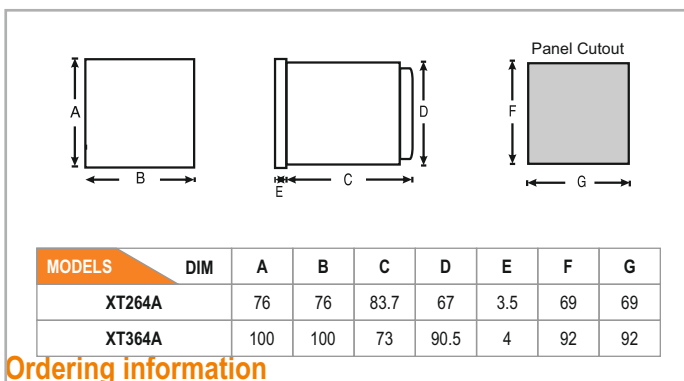 Panel Cutout
A
B
E
C
D
F
G
MODELS DIM A B C D E F G
XT264A 76 76 83.7 67 3.5 69 69
XT364A 100 100 73 90.5 4 92 92
Ordering information